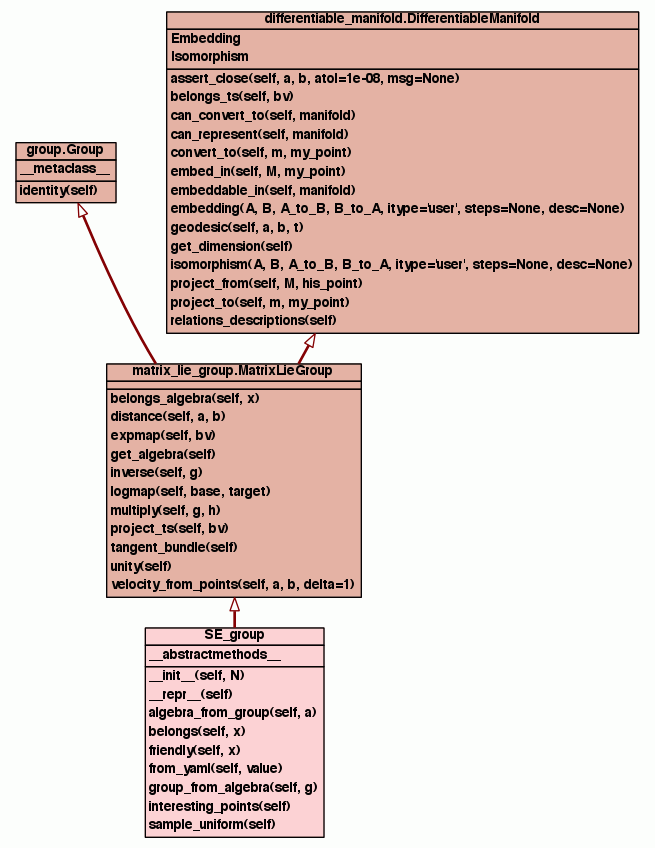 differentiable_manifold.DifferentiableManifold
Embedding
Isomorphism
assert_close(self, a, b, atol=1e-08, msg=None)
belongs_ts(self, bv)
can_convert_to(self, manifold)
can_represent(self, manifold)
convert_to(self, m, my_point)
embed_in(self, M, my_point)
embeddable_in(self, manifold)
embedding(A, B, A_to_B, B_to_A, itype='user', steps=None, desc=None)
geodesic(self, a, b, t)
get_dimension(self)
isomorphism(A, B, A_to_B, B_to_A, itype='user', steps=None, desc=None)
project_from(self, M, his_point)
project_to(self, m, my_point)
relations_descriptions(self)
group.Group
__metaclass__
identity(self)
matrix_lie_group.MatrixLieGroup
belongs_algebra(self, x)
distance(self, a, b)
expmap(self, bv)
get_algebra(self)
inverse(self, g)
logmap(self, base, target)
multiply(self, g, h)
project_ts(self, bv)
tangent_bundle(self)
unity(self)
velocity_from_points(self, a, b, delta=1)
SE_group
__abstractmethods__
__init__(self, N)
__repr__(self)
algebra_from_group(self, a)
belongs(self, x)
friendly(self, x)
from_yaml(self, value)
group_from_algebra(self, g)
interesting_points(self)
sample_uniform(self)